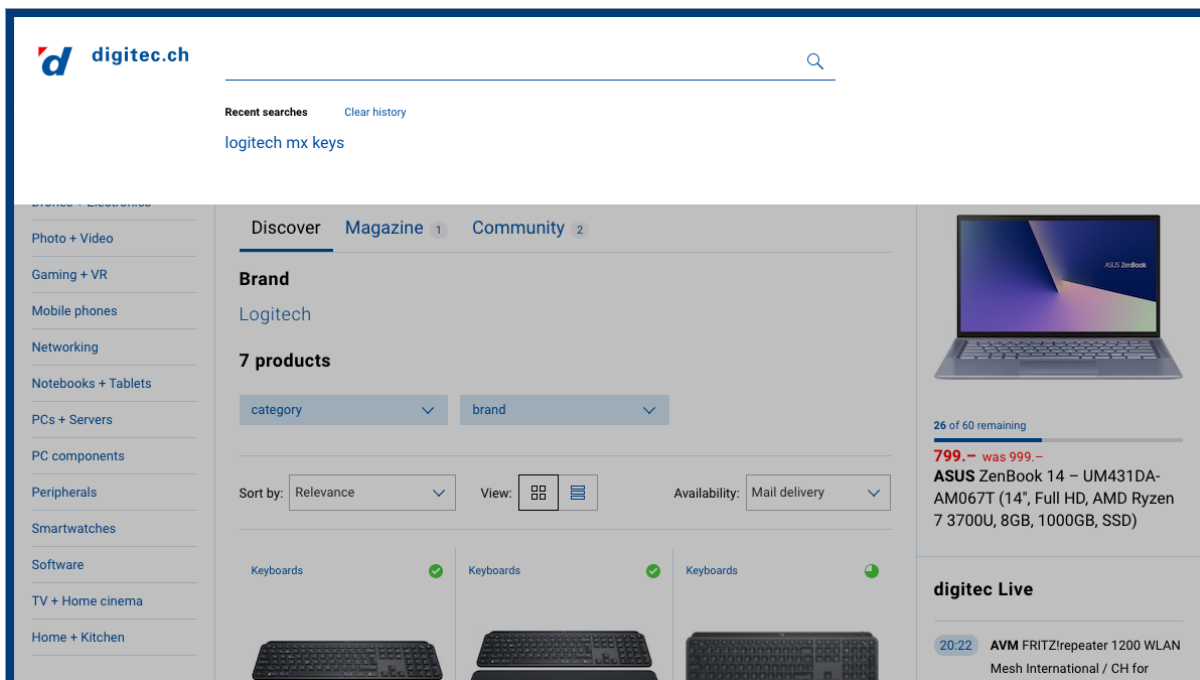 digitec.ch
Recent searches
Clear history
logitech mx keys
Drones + Electronics
Photo + Video
Gaming + VR
Mobile phones
Networking
Notebooks + Tablets
PCs + Servers
PC components
Peripherals
Smartwatches
Software
TV + Home cinema
Home + Kitchen
Discover
Magazine 1
Community 2
Brand
Logitech
7 products
category
brand
Sort by: Relevance
View:
Availability: Mail delivery
Keyboards
Keyboards
Keyboards
ASUS ZenBook
26 of 60 remaining
799.– was 999.–
ASUS ZenBook 14 – UM431DA-
AM067T (14", Full HD, AMD Ryzen
7 3700U, 8GB, 1000GB, SSD)
digitec Live
20:22 AVM FRITZ!repeater 1200 WLAN
Mesh International / CH for